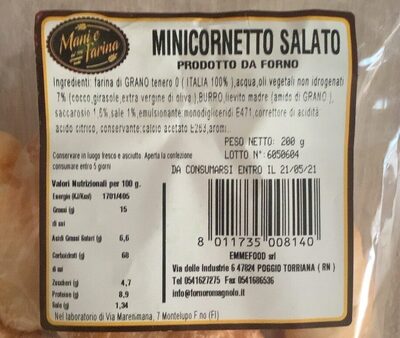 Mani e
Farina
MINICORNETTO SALATO
PRODOTTO DA FORNO
Ingredienti: farina di GRANO tenero 0 ( ITALIA 100% ),acqua,oli vegetali non idrogenati
7% (cocco,girasole,extra vergine di oliva ),BURRO,lievito madre (amido di GRANO ),
saccarosio 1,6%,sale 1%,emulsionante:monodigliceridi E471,correttore di acidità
acido citrico, conservante:calcio acetato E263,aromi.
PESO NETTO: 200 g
Conservare in luogo fresco e asciutto. Aperta la confezione
consumare entro 5 giorni
LOTTO N°:6050604
DA CONSUMARSI ENTRO IL 21/05/21
Valori Nutrizionali per 100 g.
Energia (KJ/Kcal) 1701/405
Grassi (g) 15
di cui
Acidi Grassi Saturi (g) 6,6
Carboidrati (g) 68
di cui
Zuccheri (g) 4,7
Proteine (g) 8,9
Sale (g) 1,34
8 011735 008140
EMMEFOOD srl
Via delle Industrie 6 47824 POGGIO TORRIANA ( RN )
Tel 0541627275 Fax 0541686536
info@fornoromagnolo.it
Nel laboratorio di Via Maremmana, 7 Montelupo F.no (FI)